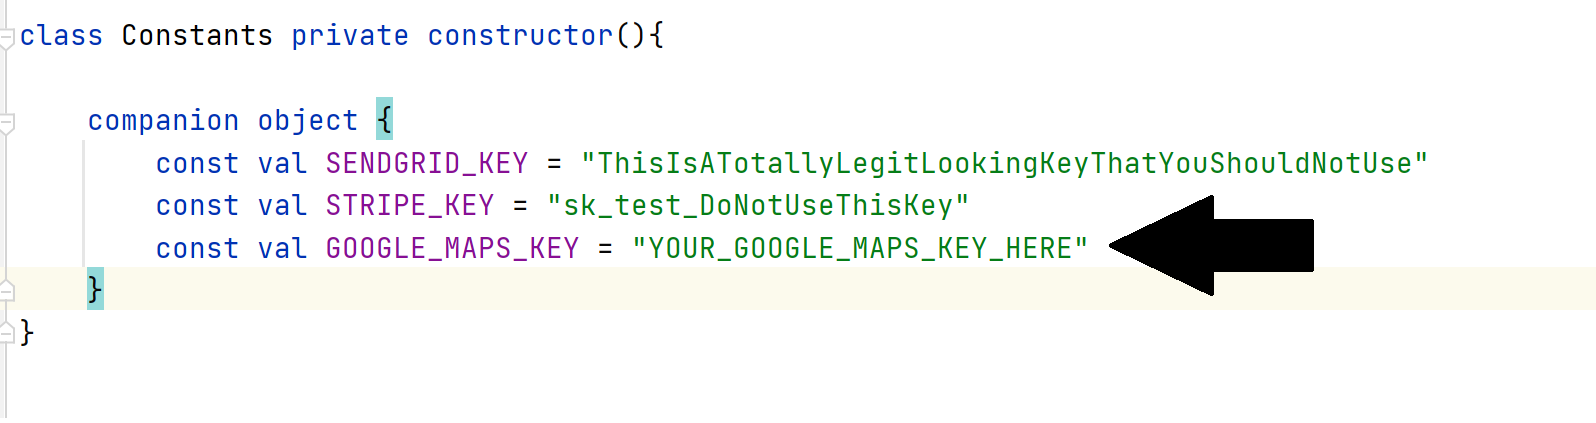 class Constants private constructor(){
companion object {
const val SENDGRID_KEY = "ThisIsATotallyLegitLookingKeyThatYouShouldNotUse"
const val STRIPE_KEY = "sk_test_DoNotUseThisKey"
const val GOOGLE_MAPS_KEY = "YOUR_GOOGLE_MAPS_KEY_HERE"
}
}